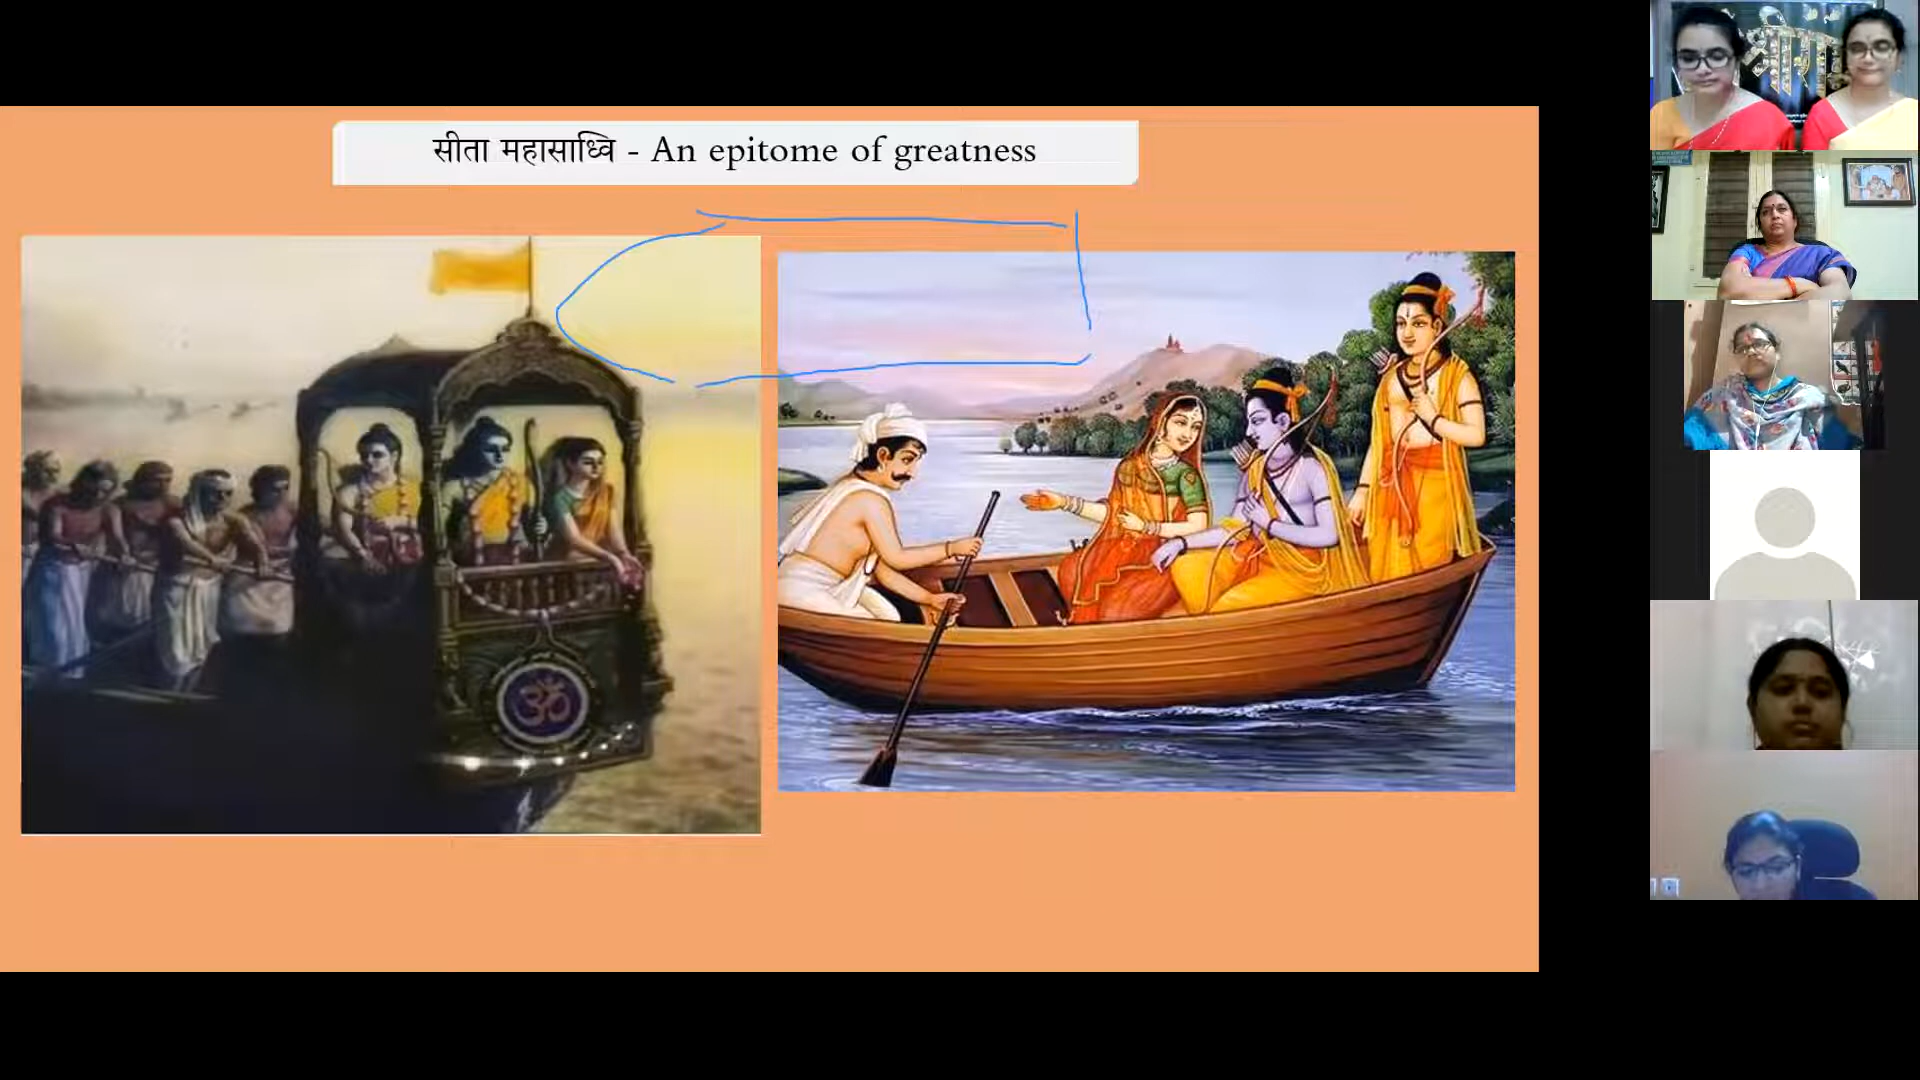 सीता महासाध्वि - An epitome of greatness
ॐ
श्रीरा